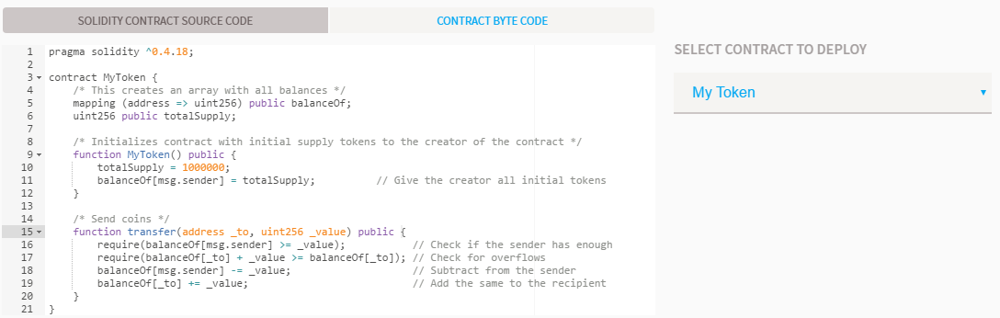 SOLIDITY CONTRACT SOURCE CODE
CONTRACT BYTE CODE
1 pragma solidity ^0.4.18;
2
3 contract MyToken {
4     /* This creates an array with all balances */
5     mapping (address => uint256) public balanceOf;
6     uint256 public totalSupply;
7
8     /* Initializes contract with initial supply tokens to the creator of the contract */
9     function MyToken() public {
10         totalSupply = 1000000;
11         balanceOf[msg.sender] = totalSupply;          // Give the creator all initial tokens
12     }
13
14     /* Send coins */
15     function transfer(address _to, uint256 _value) public {
16         require(balanceOf[msg.sender] >= _value);           // Check if the sender has enough
17         require(balanceOf[_to] + _value >= balanceOf[_to]); // Check for overflows
18         balanceOf[msg.sender] -= _value;                    // Subtract from the sender
19         balanceOf[_to] += _value;                           // Add the same to the recipient
20     }
21 }
SELECT CONTRACT TO DEPLOY
My Token